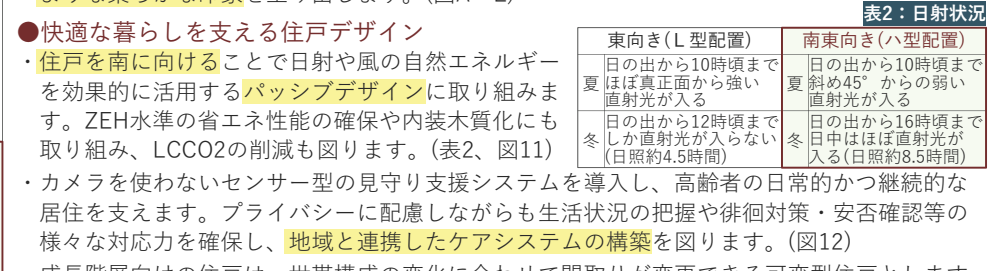 ●快適な暮らしを支える住戸デザイン
・住戸を南に向けることで日射や風の自然エネルギー
を効果的に活用するパッシブデザインに取り組みま
す。ZEH水準の省エネ性能の確保や内装木質化にも
取り組み、LCCO2の削減も図ります。(表2、図11)
表2：日射状況
東向き(L型配置) 南東向き(ハ型配置)
夏 日の出から10時頃まで
ほぼ真正面から強い
直射光が入る
夏 日の出から10時頃まで
斜め45°からの弱い
直射光が入る
冬 日の出から12時頃まで
しか直射光が入らない
(日照約4.5時間)
冬 日の出から16時頃まで
日中はほぼ直射光が
入る(日照約8.5時間)
・カメラを使わないセンサー型の見守り支援システムを導入し、高齢者の日常的かつ継続的な
居住を支えます。プライバシーに配慮しながらも生活状況の把握や徘徊対策・安否確認等の
様々な対応力を確保し、地域と連携したケアシステムの構築を図ります。(図12)